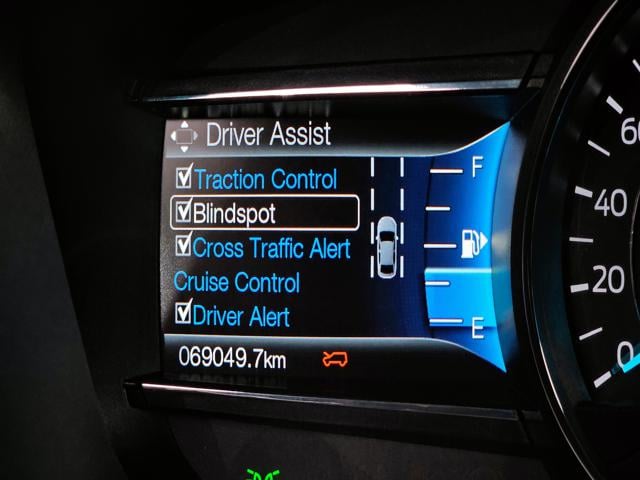 Driver Assist
Traction Control
Blindspot
Cross Traffic Alert
Cruise Control
Driver Alert
069049.7km
F
E
60
40
20
0